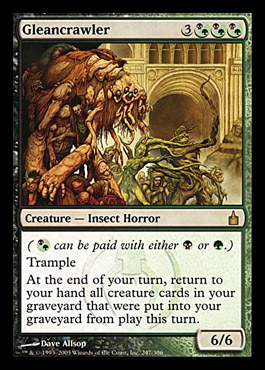 Gleancrawler 3
Creature — Insect Horror
( can be paid with either or .)
Trample
At the end of your turn, return to
your hand all creature cards in your
graveyard that were put into your
graveyard from play this turn.
Dave Allsop
™ & © 1993–2005 Wizards of the Coast, Inc. 247/306
6/6